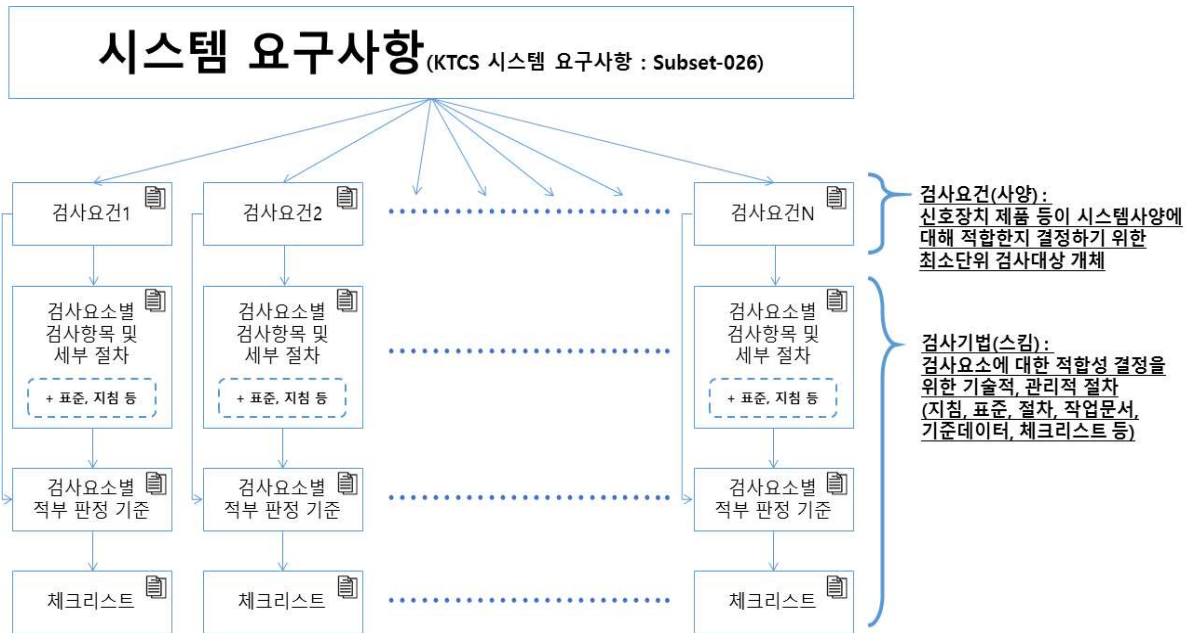 시스템 요구사항(KTCS 시스템 요구사항 : Subset-026)
검사요건1
검사요건2
검사요건N
검사요건(사양) :
신호장치 제품 등이 시스템사양에
대해 적합한지 결정하기 위한
최소단위 검사대상 개체
검사요소별
검사항목 및
세부 절차
+ 표준, 지침 등
검사요소별
검사항목 및
세부 절차
+ 표준, 지침 등
검사요소별
검사항목 및
세부 절차
+ 표준, 지침 등
검사기법(스킴) :
검사요소에 대한 적합성 결정을
위한 기술적, 관리적 절차
(지침, 표준, 절차, 작업문서,
기준데이터, 체크리스트 등)
검사요소별
적부 판정 기준
검사요소별
적부 판정 기준
검사요소별
적부 판정 기준
체크리스트
체크리스트
체크리스트